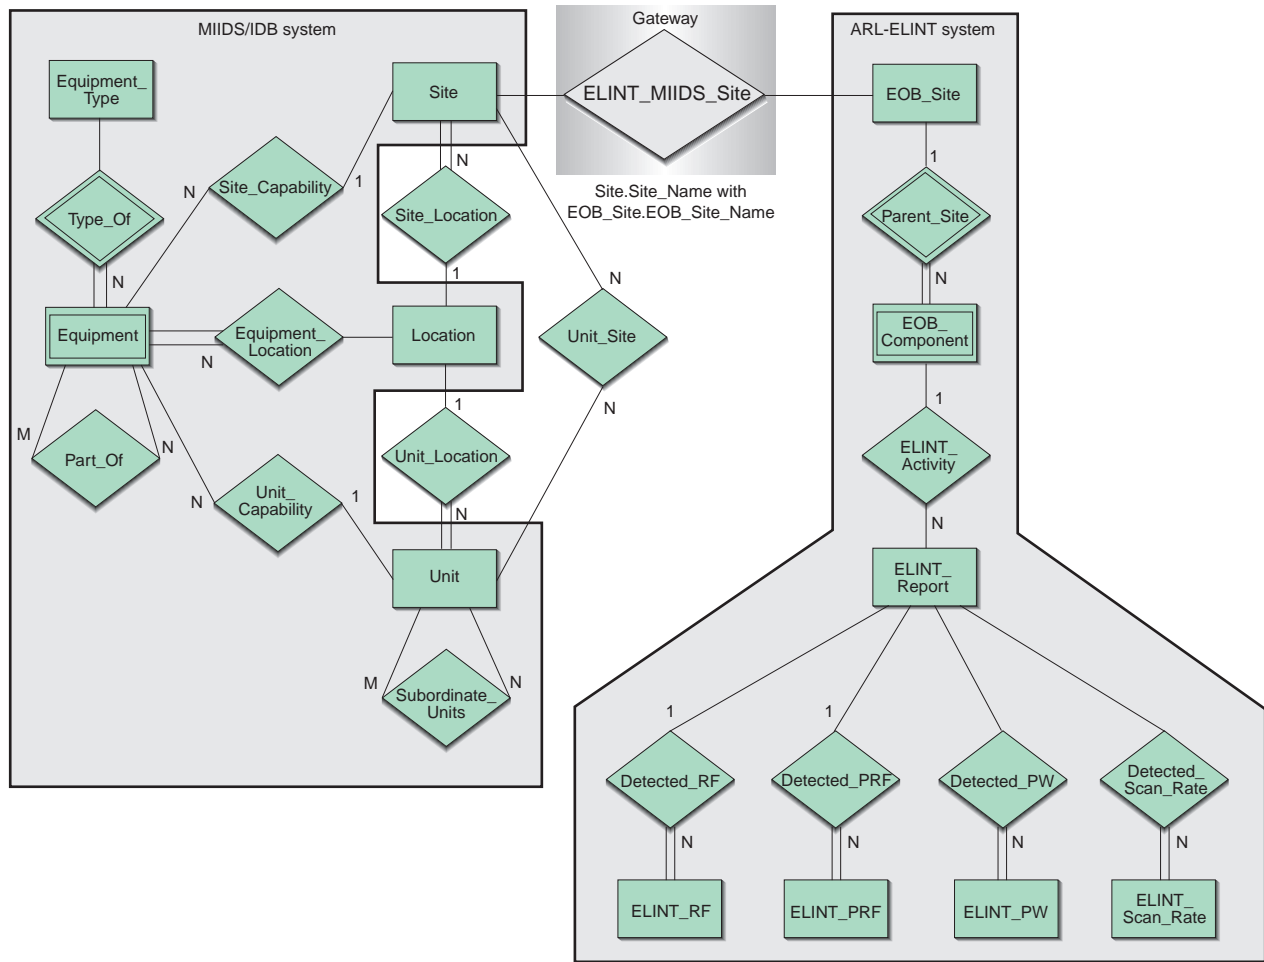 MIIDS/IDB system
Gateway
ARL-ELINT system
Equipment_
Type
Site
ELINT_MIIDS_Site
EOB_Site
N
1
Site_Capability
N
1
Type_Of
Site_Location
Site.Site_Name with
EOB_Site.EOB_Site_Name
Parent_Site
N
1
N
N
Equipment
N
Equipment_
Location
Location
Unit_Site
EOB_
Component
M
N
Part_Of
1
N
1
Unit_Location
ELINT_
Activity
N
Unit_
Capability
1
N
N
Unit
ELINT_
Report
M
N
Subordinate_
Units
1
1
Detected_RF
Detected_PRF
Detected_PW
Detected_
Scan_Rate
N
N
N
N
ELINT_RF
ELINT_PRF
ELINT_PW
ELINT_
Scan_Rate